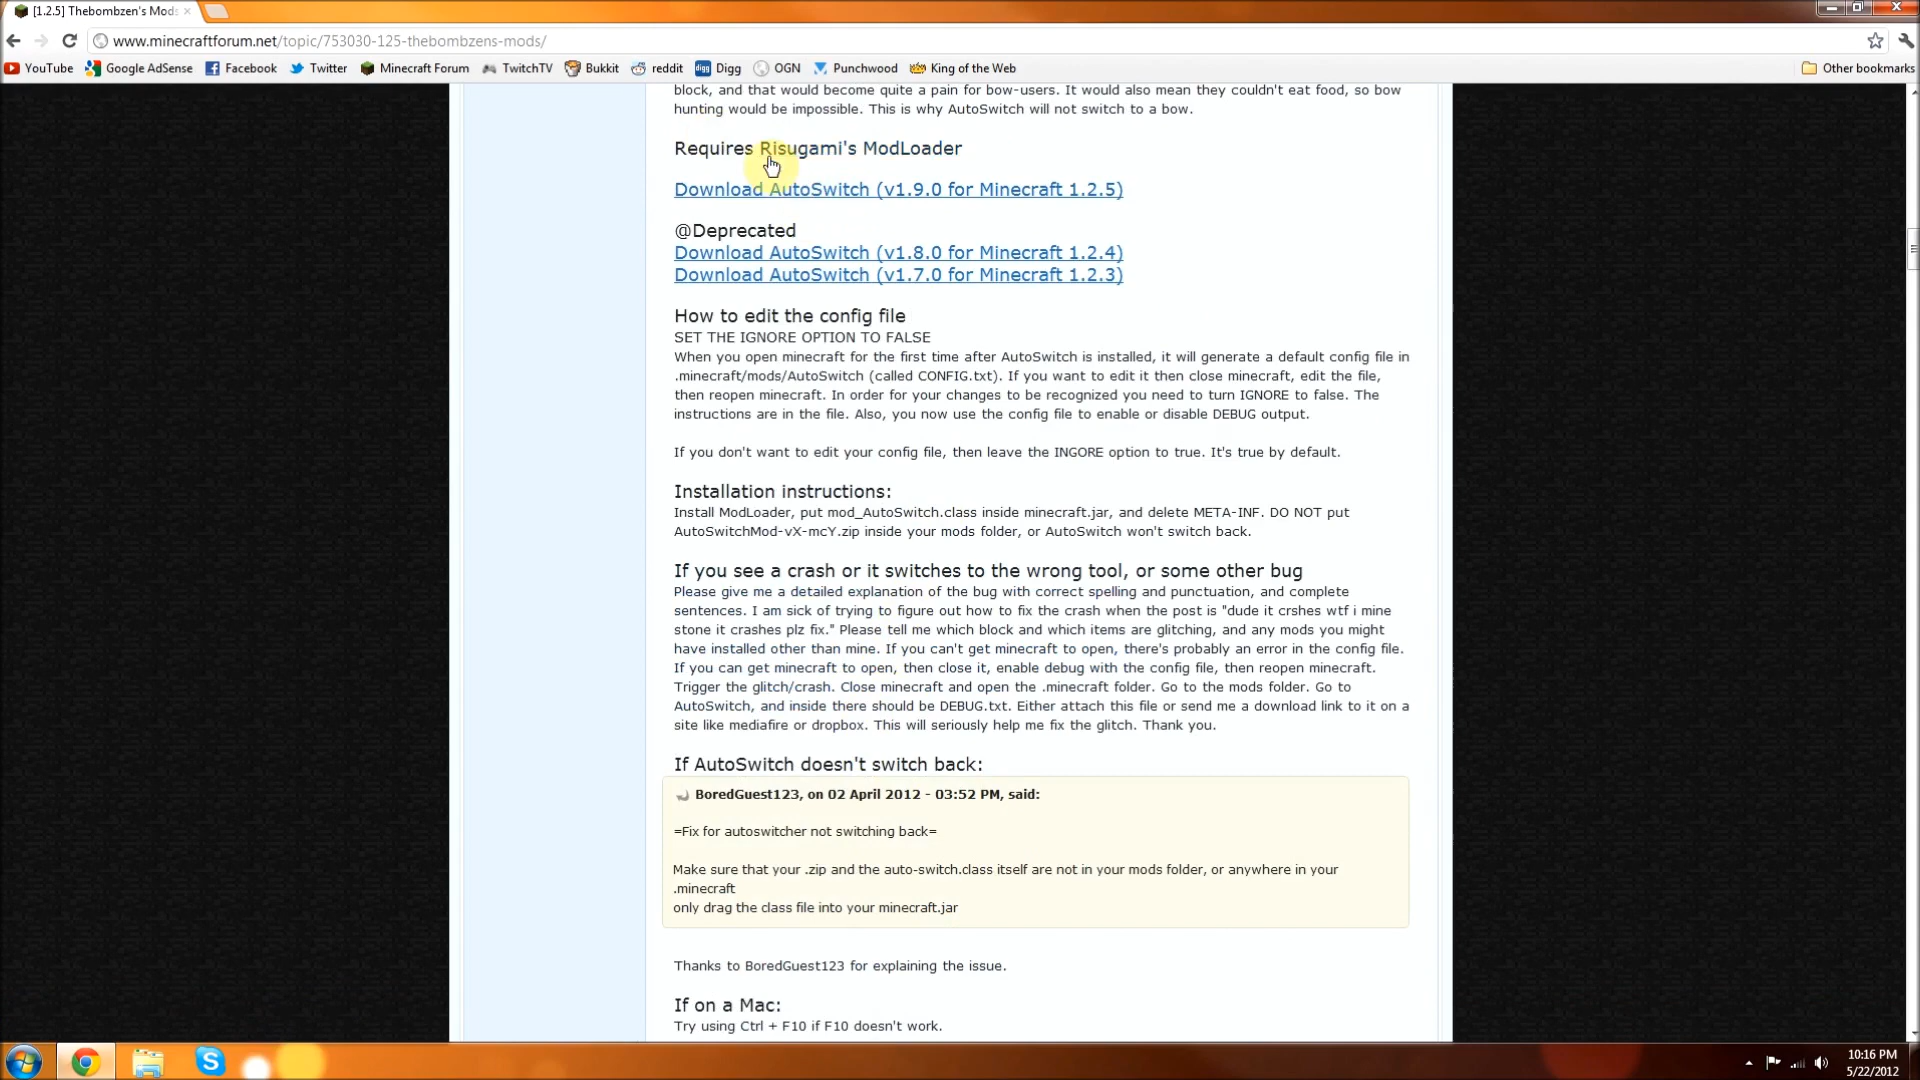 [1.2.5] Thebombzen's Mods
www.minecraftforum.net/topic/753030-125-thebombzens-mods/
YouTube Google AdSense Facebook Twitter Minecraft Forum TwitchTV Bukkit reddit digg Digg OGN Punchwood King of the Web Other bookmarks
block, and that would become quite a pain for bow-users. It would also mean they couldn't eat food, so bow
hunting would be impossible. This is why AutoSwitch will not switch to a bow.
Requires Risugami's ModLoader
Download AutoSwitch (v1.9.0 for Minecraft 1.2.5)
@Deprecated
Download AutoSwitch (v1.8.0 for Minecraft 1.2.4)
Download AutoSwitch (v1.7.0 for Minecraft 1.2.3)
How to edit the config file
SET THE IGNORE OPTION TO FALSE
When you open minecraft for the first time after AutoSwitch is installed, it will generate a default config file in
.minecraft/mods/AutoSwitch (called CONFIG.txt). If you want to edit it then close minecraft, edit the file,
then reopen minecraft. In order for your changes to be recognized you need to turn IGNORE to false. The
instructions are in the file. Also, you now use the config file to enable or disable DEBUG output.
If you don't want to edit your config file, then leave the INGORE option to true. It's true by default.
Installation instructions:
Install ModLoader, put mod_AutoSwitch.class inside minecraft.jar, and delete META-INF. DO NOT put
AutoSwitchMod-vX-mcY.zip inside your mods folder, or AutoSwitch won't switch back.
If you see a crash or it switches to the wrong tool, or some other bug
Please give me a detailed explanation of the bug with correct spelling and punctuation, and complete
sentences. I am sick of trying to figure out how to fix the crash when the post is "dude it crshes wtf i mine
stone it crashes plz fix." Please tell me which block and which items are glitching, and any mods you might
have installed other than mine. If you can't get minecraft to open, there's probably an error in the config file.
If you can get minecraft to open, then close it, enable debug with the config file, then reopen minecraft.
Trigger the glitch/crash. Close minecraft and open the .minecraft folder. Go to the mods folder. Go to
AutoSwitch, and inside there should be DEBUG.txt. Either attach this file or send me a download link to it on a
site like mediafire or dropbox. This will seriously help me fix the glitch. Thank you.
If AutoSwitch doesn't switch back:
BoredGuest123, on 02 April 2012 - 03:52 PM, said:
=Fix for autoswitcher not switching back=
Make sure that your .zip and the auto-switch.class itself are not in your mods folder, or anywhere in your
.minecraft
only drag the class file into your minecraft.jar
Thanks to BoredGuest123 for explaining the issue.
If on a Mac:
Try using Ctrl + F10 if F10 doesn't work.
10:16 PM
5/22/2012